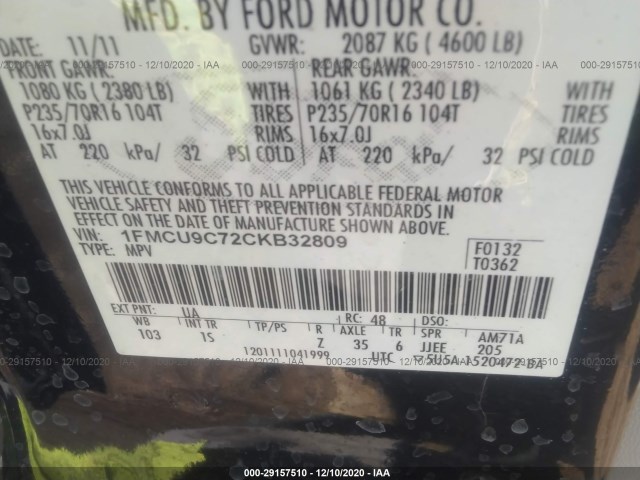 MFD. BY FORD MOTOR CO.
DATE: 11/11 GVWR: 2087 KG ( 4600 LB)
FRONT GAWR: REAR GAWR:
1080 KG ( 2380 LB) WITH 1061 KG ( 2340 LB) WITH
P235/70R16 104T TIRES P235/70R16 104T TIRES
16x7.0J RIMS 16x7.0J RIMS
AT 220 kPa/ 32 PSI COLD AT 220 kPa/ 32 PSI COLD
THIS VEHICLE CONFORMS TO ALL APPLICABLE FEDERAL MOTOR
VEHICLE SAFETY AND THEFT PREVENTION STANDARDS IN
EFFECT ON THE DATE OF MANUFACTURE SHOWN ABOVE.
VIN: 1FMCU9C72CKB32809
TYPE: MPV
F0132
T0362
EXT PNT: UA RC: 48 DSO:
WB INT TR TP/PS R AXLE TR SPR AM71A
103 1S Z 35 6 JJEE 205
1201111041999 UTC 5U5A-1520472-BA
000-29157510 - 12/10/2020 - IAA